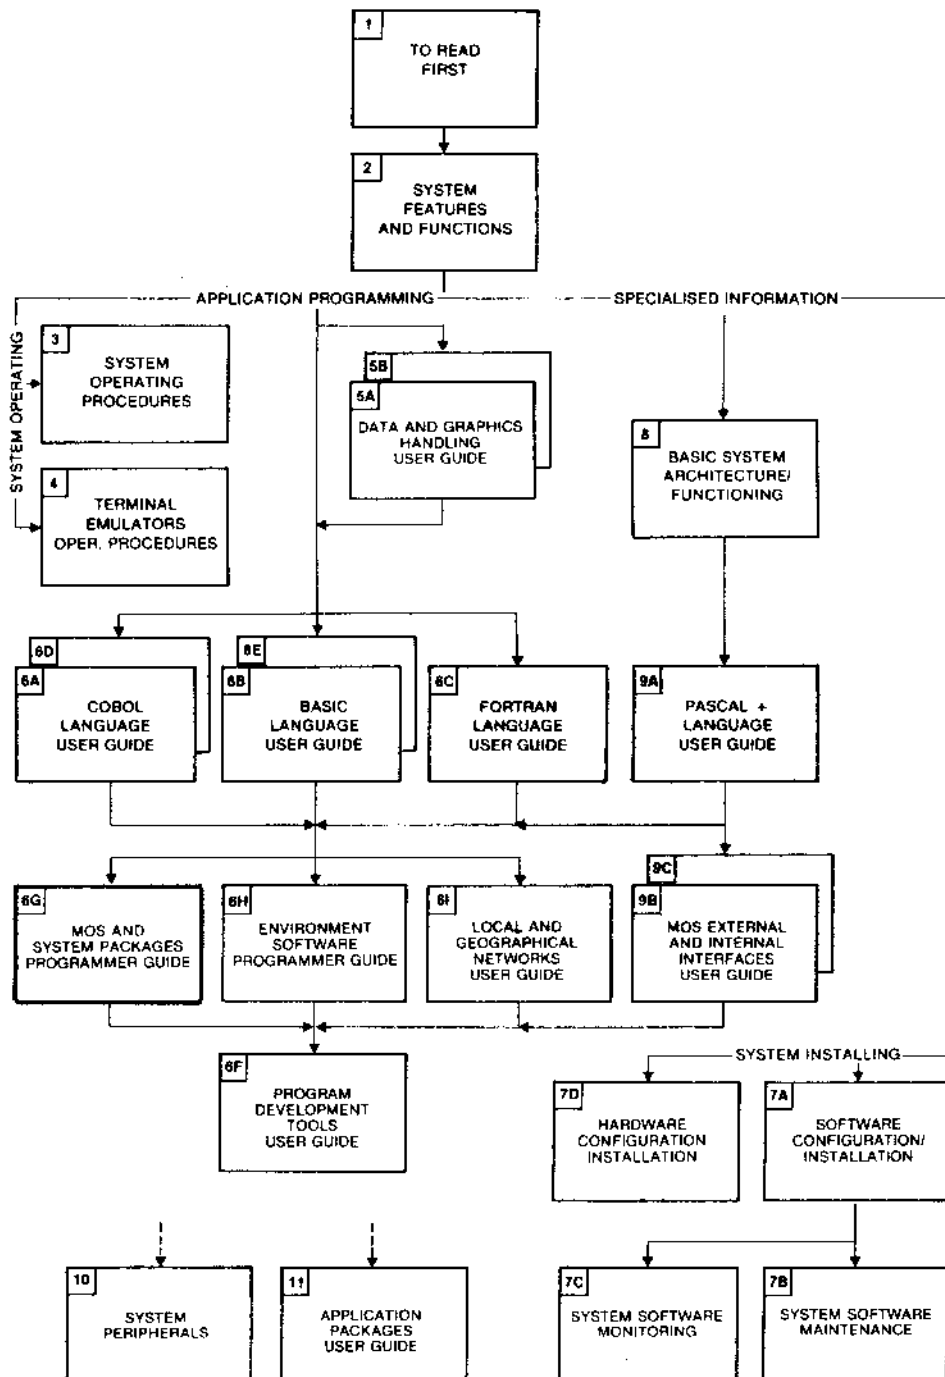 1
TO READ
FIRST
2
SYSTEM
FEATURES
AND FUNCTIONS
APPLICATION PROGRAMMING
SPECIALISED INFORMATION
SYSTEM OPERATING
3
SYSTEM
OPERATING
PROCEDURES
5B
5A
DATA AND GRAPHICS
HANDLING
USER GUIDE
8
BASIC SYSTEM
ARCHITECTURE/
FUNCTIONING
4
TERMINAL
EMULATORS
OPER. PROCEDURES
6D
6A
COBOL
LANGUAGE
USER GUIDE
6E
6B
BASIC
LANGUAGE
USER GUIDE
6C
FORTRAN
LANGUAGE
USER GUIDE
9A
PASCAL +
LANGUAGE
USER GUIDE
6G
MOS AND
SYSTEM PACKAGES
PROGRAMMER GUIDE
6H
ENVIRONMENT
SOFTWARE
PROGRAMMER GUIDE
6I
LOCAL AND
GEOGRAPHICAL
NETWORKS
USER GUIDE
9C
9B
MOS EXTERNAL
AND INTERNAL
INTERFACES
USER GUIDE
6F
PROGRAM
DEVELOPMENT
TOOLS
USER GUIDE
SYSTEM INSTALLING
7D
HARDWARE
CONFIGURATION
INSTALLATION
7A
SOFTWARE
CONFIGURATION/
INSTALLATION
10
SYSTEM
PERIPHERALS
11
APPLICATION
PACKAGES
USER GUIDE
7C
SYSTEM SOFTWARE
MONITORING
7B
SYSTEM SOFTWARE
MAINTENANCE